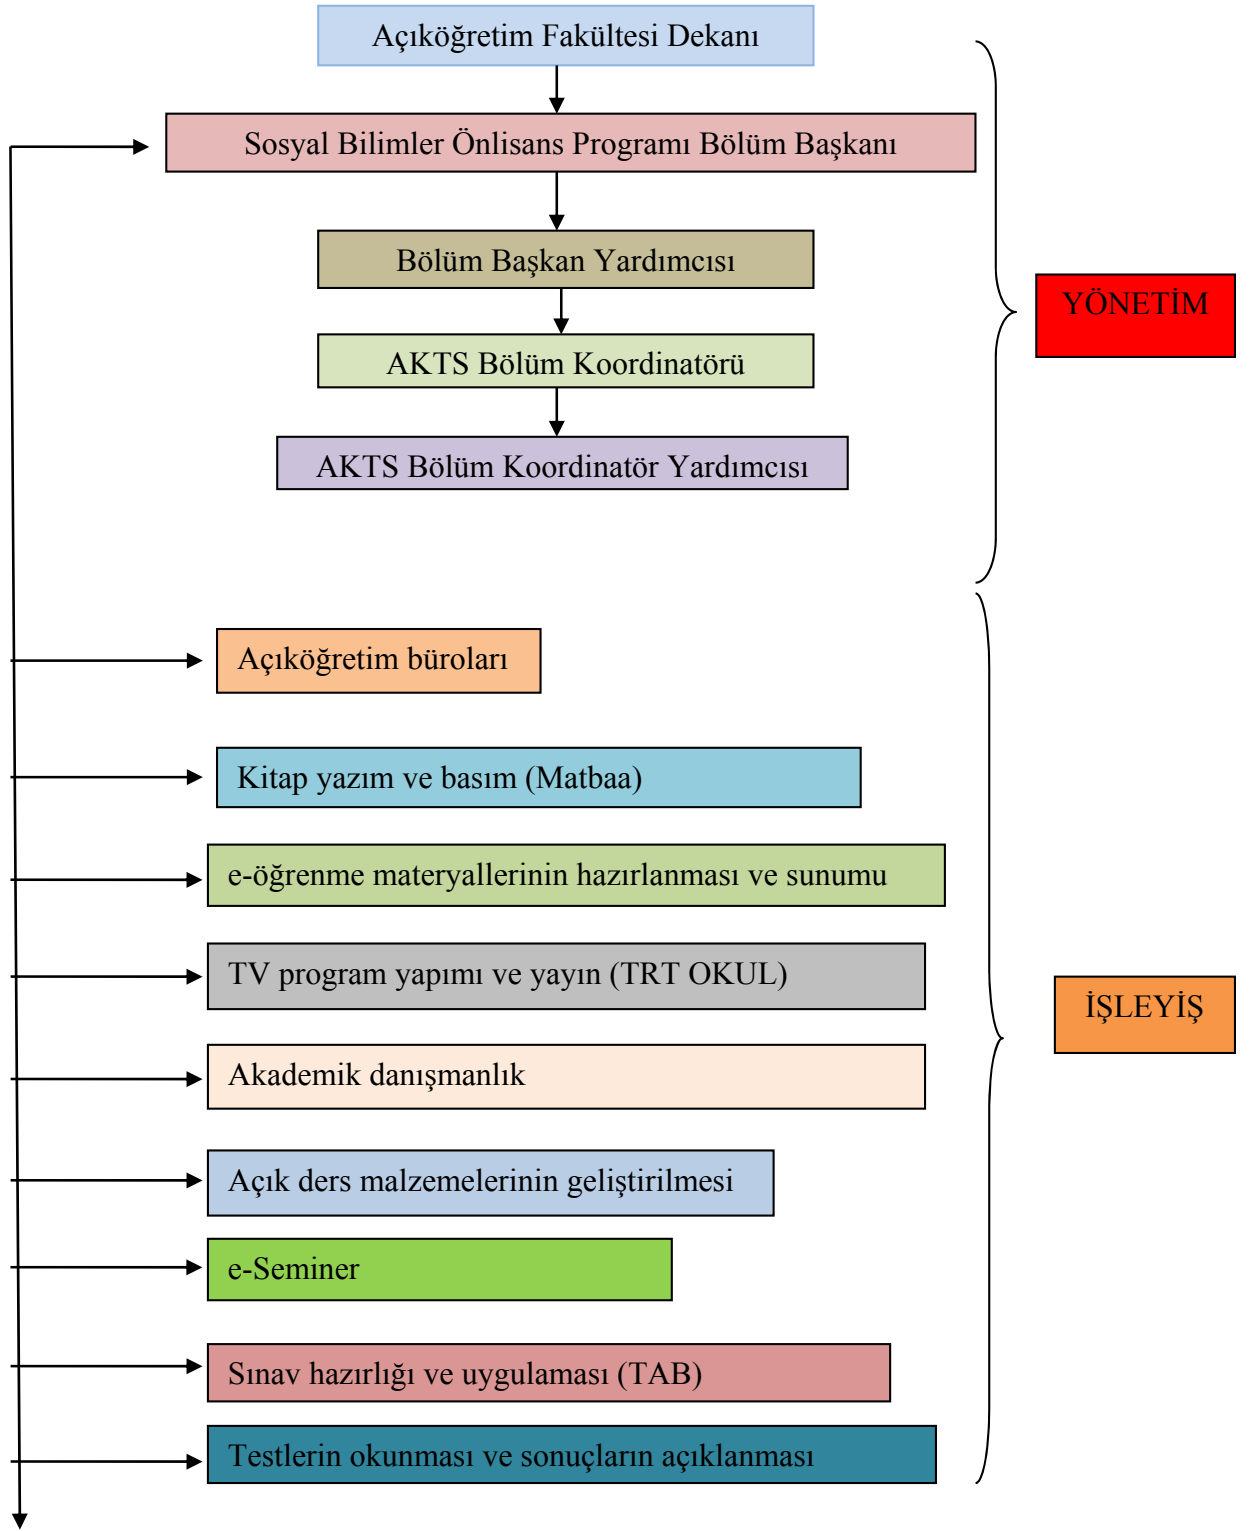 Açıköğretim Fakültesi Dekanı
Sosyal Bilimler Önlisans Programı Bölüm Başkanı
Bölüm Başkan Yardımcısı
YÖNETİM
AKTS Bölüm Koordinatörü
AKTS Bölüm Koordinatör Yardımcısı
Açıköğretim büroları
Kitap yazım ve basım (Matbaa)
e-öğrenme materyallerinin hazırlanması ve sunumu
TV program yapımı ve yayın (TRT OKUL)
İŞLEYİŞ
Akademik danışmanlık
Açık ders malzemelerinin geliştirilmesi
e-Seminer
Sınav hazırlığı ve uygulaması (TAB)
Testlerin okunması ve sonuçların açıklanması